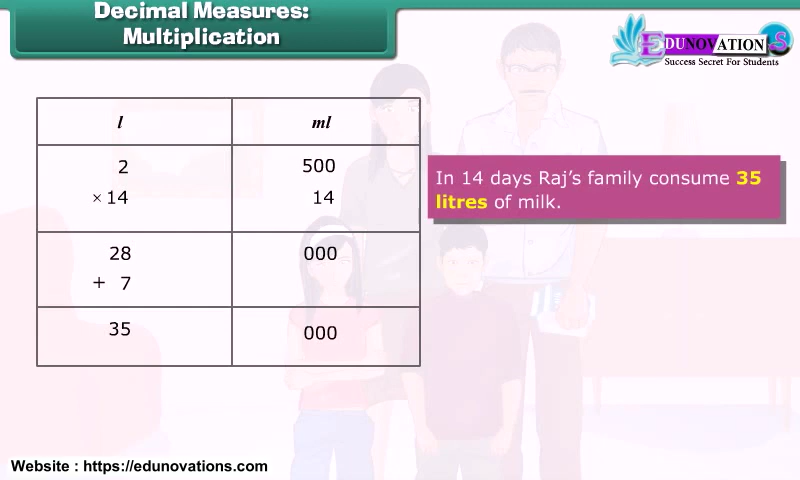 Decimal Measures:
Multiplication
EDUNOVATIONS
Success Secret For Students
l ml
2 500
× 14 14
28 000
+ 7
35 000
In 14 days Raj's family consume 35
litres of milk.
Website : https://edunovations.com